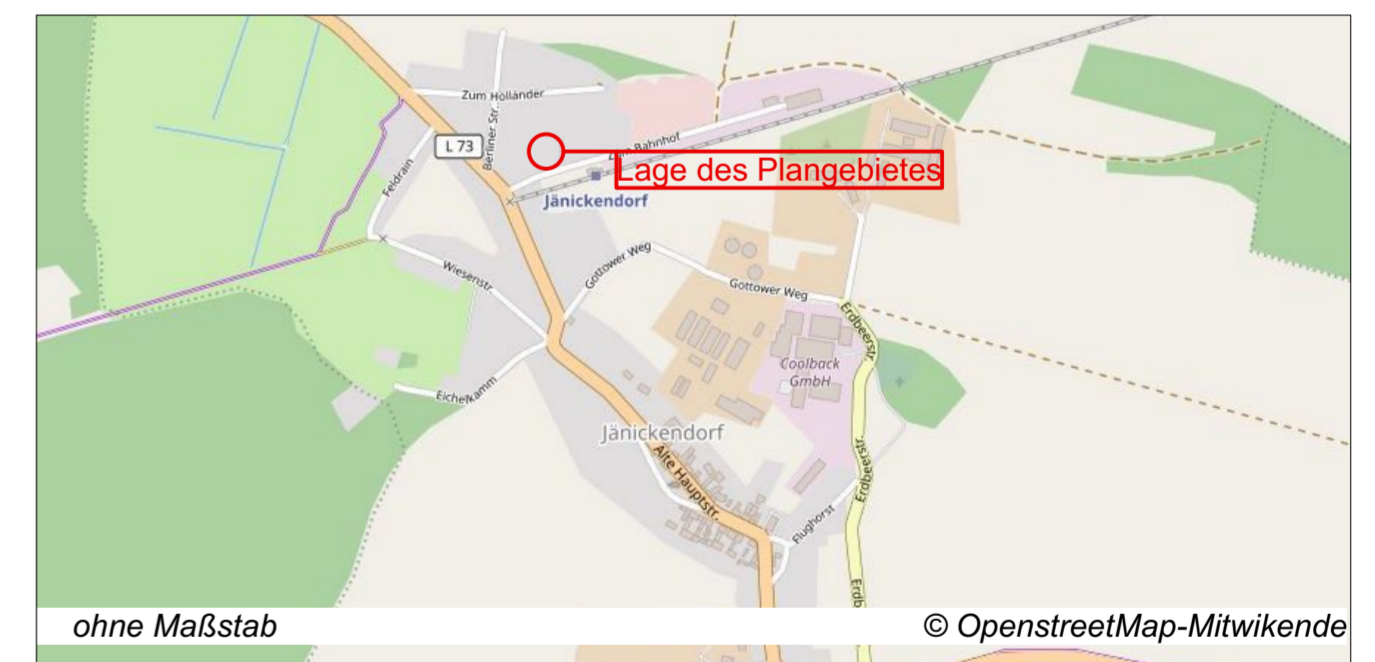 Zum Holländer
Berliner Str.
L 73
Zum Bahnhof
Lage des Plangebietes
Feldrain
Jänickendorf
Gottower Weg
Wiesenstr
Gottower Weg
Erdbeerstr.
Coolback
GmbH
Eichelkamm
Jänickendorf
Alte Hauptstr.
Erdbeerstr.
Flughorst
Erdb
ohne Maßstab
© OpenstreetMap-Mitwikende